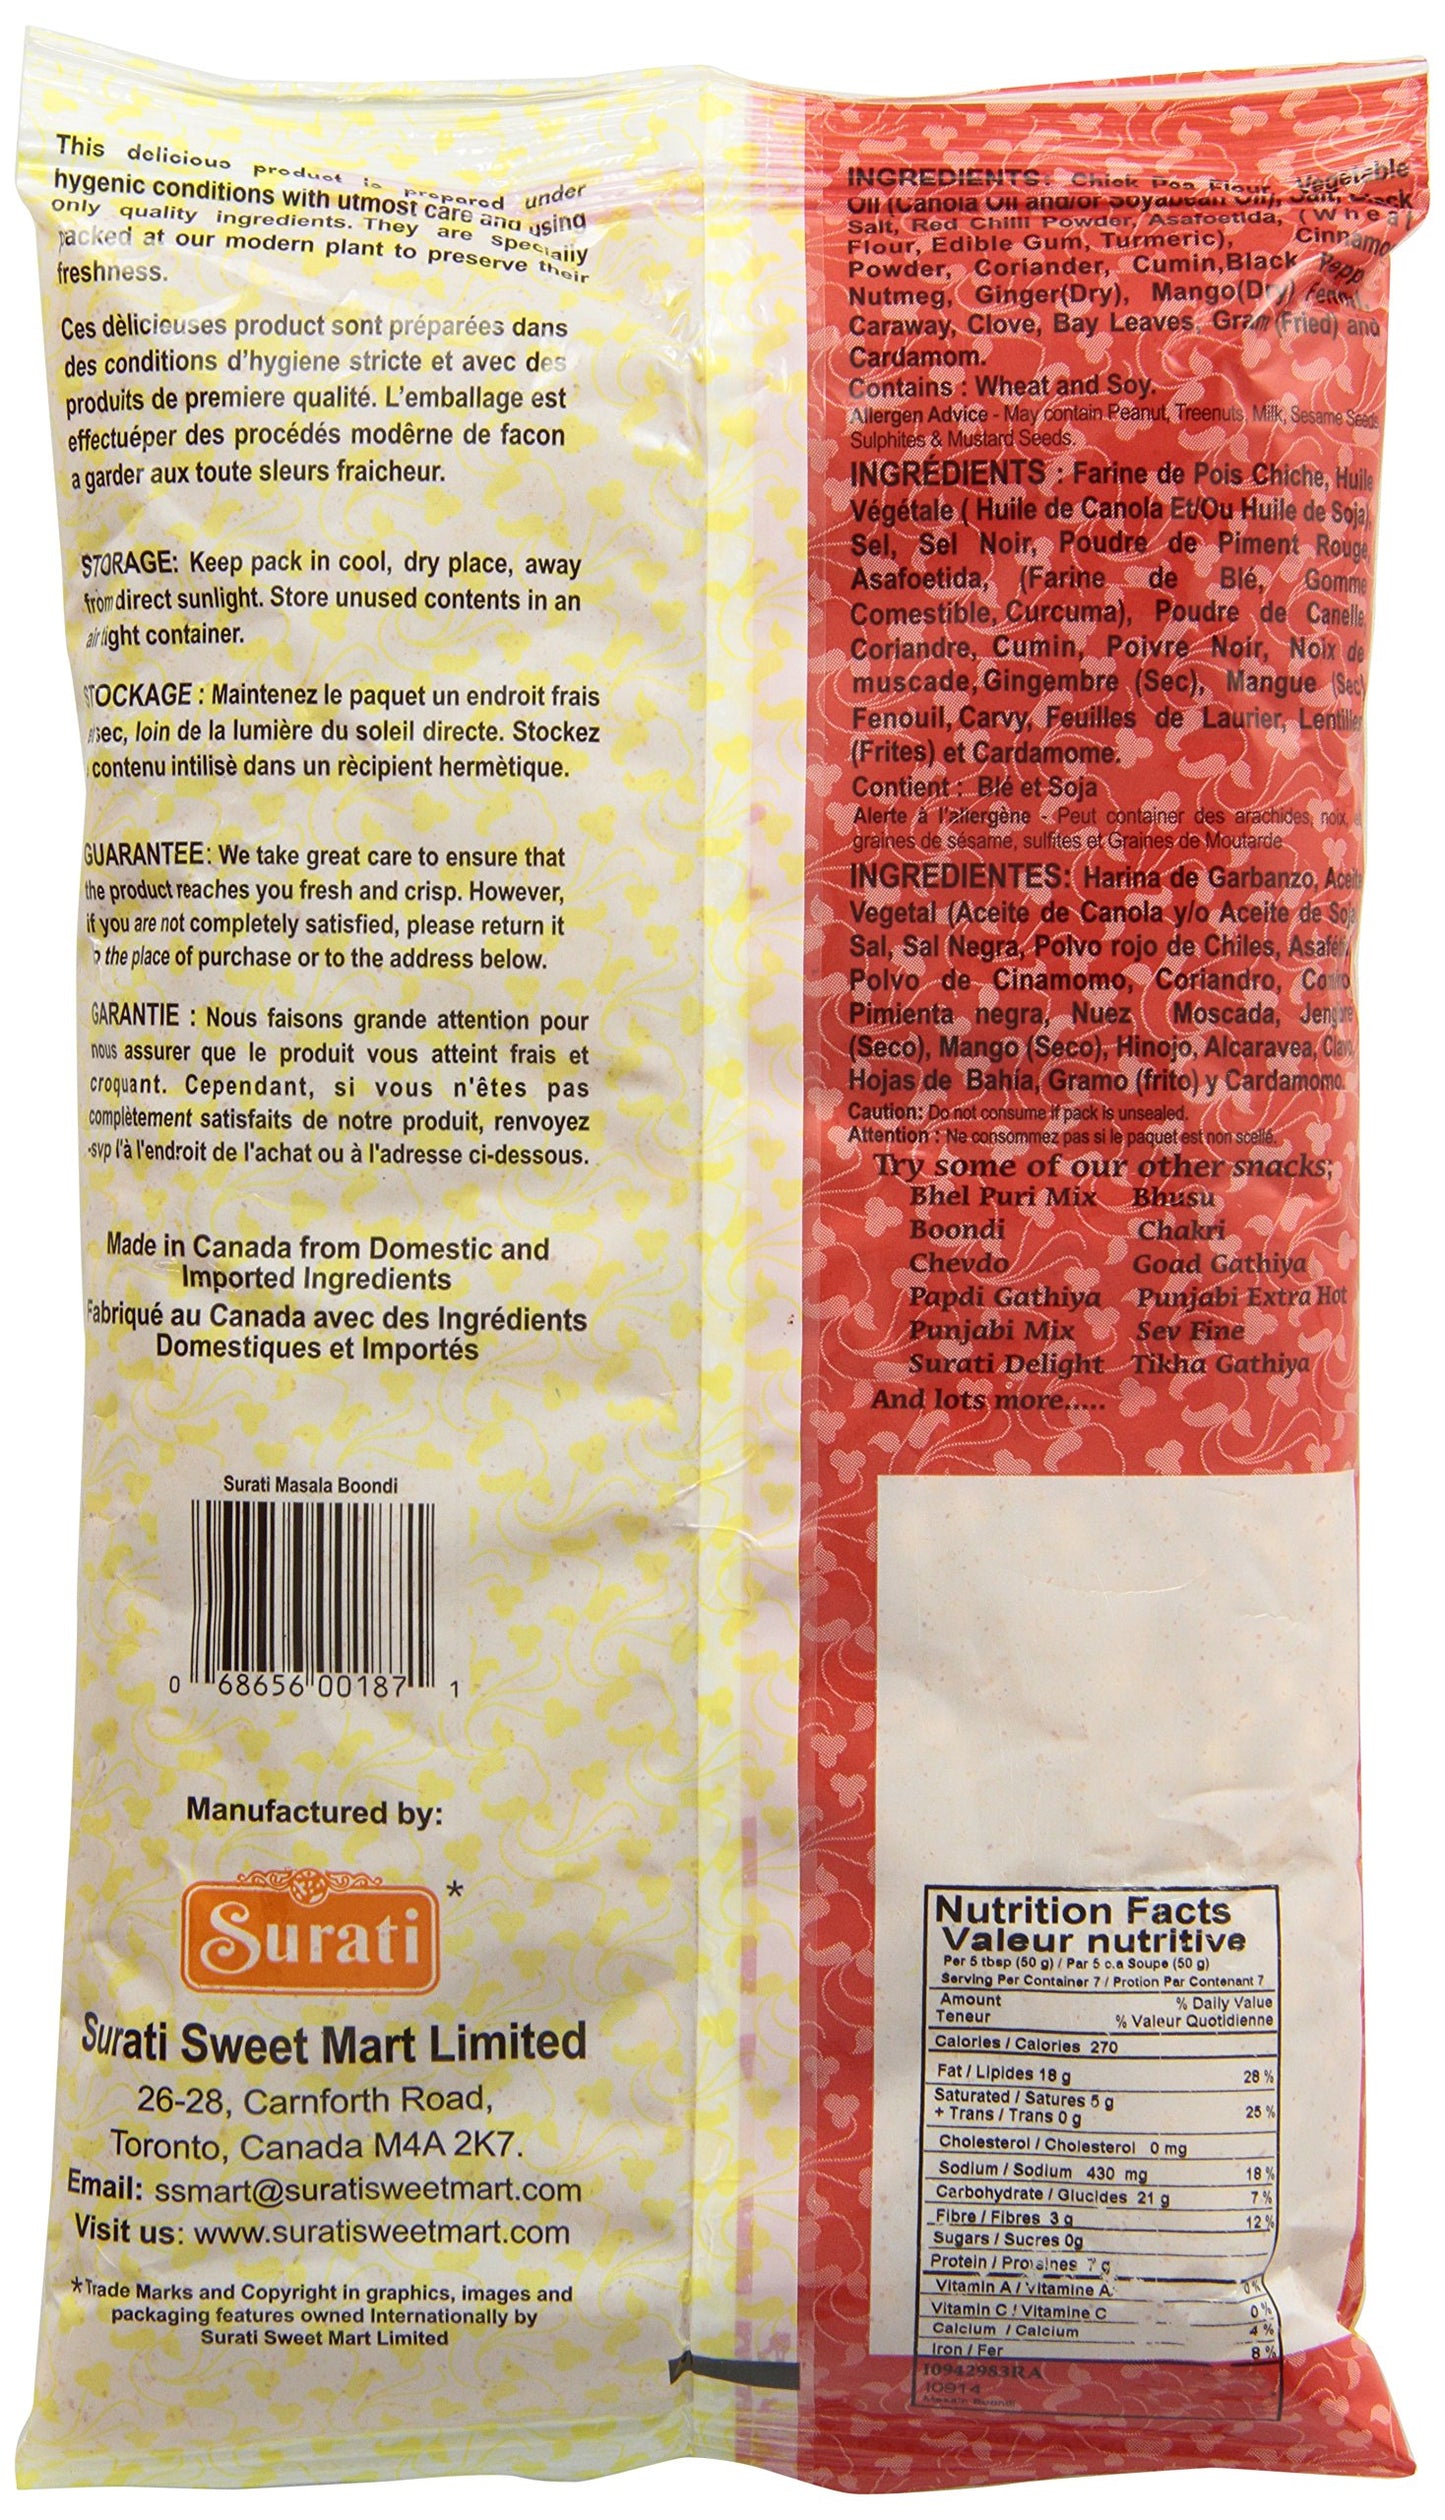 This delicious product is prepared under
hygenic conditions with utmost care and using
only quality ingredients. They are specially
packed at our modern plant to preserve their
freshness.
Ces dèlicieuses product sont préparées dans
des conditions d'hygiene stricte et avec des
produits de premiere qualité. L'emballage est
effectuéper des procédés modêrne de facon
a garder aux toute sleurs fraicheur.
STORAGE: Keep pack in cool, dry place, away
from direct sunlight. Store unused contents in an
air tight container.
STOCKAGE : Maintenez le paquet un endroit frais
sec, loin de la lumière du soleil directe. Stockez
contenu intilisè dans un rècipient hermètique.
GUARANTEE: We take great care to ensure that
the product reaches you fresh and crisp. However,
if you are not completely satisfied, please return it
the place of purchase or to the address below.
GARANTIE : Nous faisons grande attention pour
nous assurer que le produit vous atteint frais et
croquant. Cependant, si vous n'êtes pas
complètement satisfaits de notre produit, renvoyez
-svp l'à l'endroit de l'achat ou à l'adresse ci-dessous.
Made in Canada from Domestic and
Imported Ingredients
Fabriqué au Canada avec des Ingrédients
Domestiques et Importés
Surati Masala Boondi
0 68656 00187 1
Manufactured by:
Surati *
Surati Sweet Mart Limited
26-28, Carnforth Road,
Toronto, Canada M4A 2K7.
Email: ssmart@suratisweetmart.com
Visit us: www.suratisweetmart.com
*Trade Marks and Copyright in graphics, images and
packaging features owned Internationally by
Surati Sweet Mart Limited
INGREDIENTS: Chick Pea Flour, Vegetable
Oil (Canola Oil and/or Soyabean Oil), Salt, Black
Salt, Red Chilli Powder, Asafoetida, (Wheat
Flour, Edible Gum, Turmeric), Cinnamo
Powder, Coriander, Cumin,Black Pepp
Nutmeg, Ginger(Dry), Mango(Dry) Fennel,
Caraway, Clove, Bay Leaves, Gram (Fried) and
Cardamom.
Contains : Wheat and Soy.
Allergen Advice - May contain Peanut, Treenuts, Milk, Sesame Seeds
Sulphites & Mustard Seeds.
INGRÉDIENTS : Farine de Pois Chiche, Huile
Végétale ( Huile de Canola Et/Ou Huile de Soja),
Sel, Sel Noir, Poudre de Piment Rouge,
Asafoetida, (Farine de Blé, Gomme
Comestible, Curcuma), Poudre de Canelle,
Coriandre, Cumin, Poivre Noir, Noix de
muscade, Gingembre (Sec), Mangue (Sec)
Fenouil, Carvy, Feuilles de Laurier, Lentilles
(Frites) et Cardamome.
Contient : Blé et Soja
Alerte à l'allergène - Peut container des arachides, noix,
graines de sésame, sulfites et Graines de Moutarde
INGREDIENTES: Harina de Garbanzo, Aceite
Vegetal (Aceite de Canola y/o Aceite de Soja
Sal, Sal Negra, Polvo rojo de Chiles,
Polvo de Cinamomo, Coriandro,
Pimienta negra, Nuez Moscada, Jengibre
(Seco), Mango (Seco), Hinojo, Alcaravea, Clavo,
Hojas de Bahía, Gramo (frito) y Cardamomo.
Caution: Do not consume if pack is unsealed.
Attention : Ne consommez pas si le paquet est non scellé.
Try some of our other snacks;
Bhel Puri Mix Bhusu
Boondi Chakri
Chevdo Goad Gathiya
Papdi Gathiya Punjabi Extra Hot
Punjabi Mix Sev Fine
Surati Delight Tikha Gathiya
And lots more.....
Nutrition Facts
Valeur nutritive
Per 5 tbsp (50 g) / Par 5 c.a Soupe (50 g)
Serving Per Container 7 / Protion Par Contenant 7
Amount % Daily Value
Teneur % Valeur Quotidienne
Calories / Calories 270
Fat / Lipides 18 g 28 %
Saturated / Satures 5 g
+ Trans / Trans 0 g 25 %
Cholesterol / Cholesterol 0 mg
Sodium / Sodium 430 mg 18 %
Carbohydrate / Glucides 21 g 7 %
Fibre / Fibres 3 g 12 %
Sugars / Sucres 0g
Protein / Proteines 7 g
Vitamin A / Vitamine A 0 %
Vitamin C / Vitamine C 0 %
Calcium / Calcium 4 %
Iron / Fer 8 %
10942983RA
10914
Masala Boondi